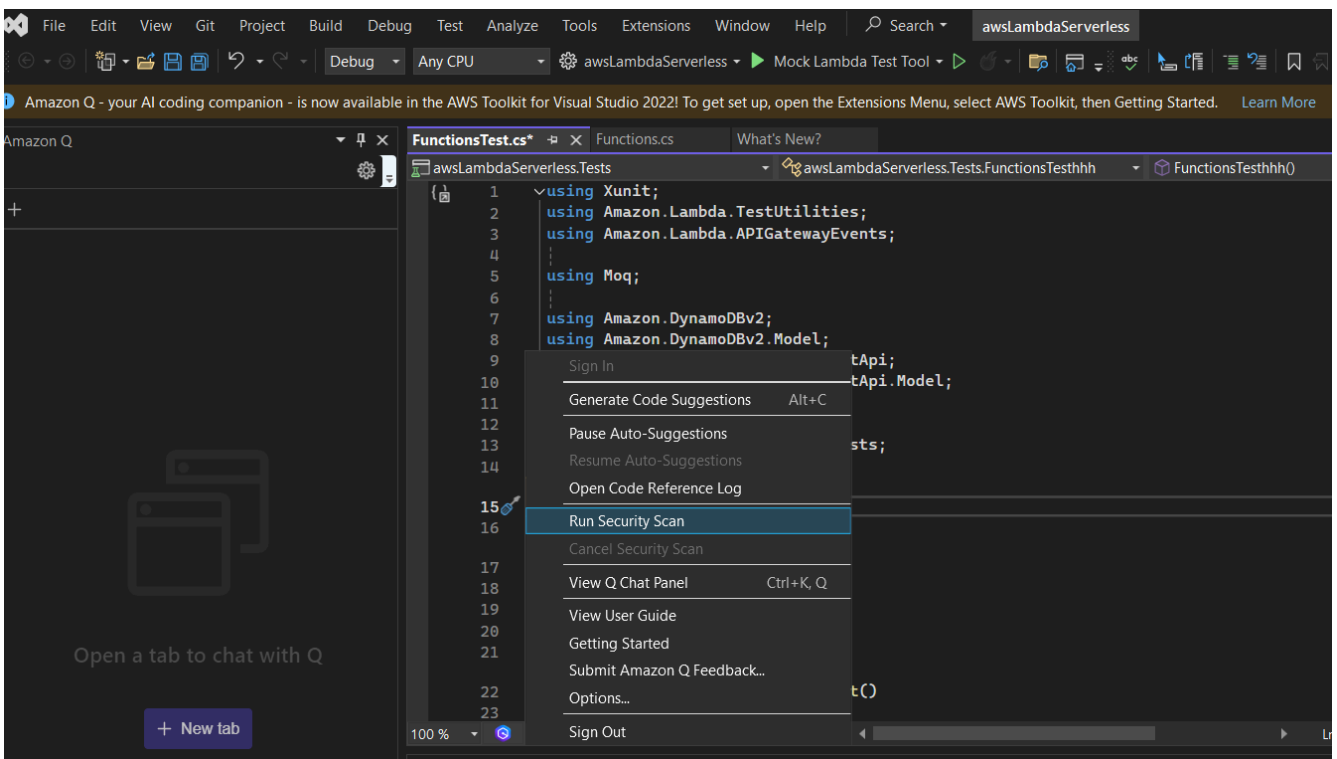 File Edit View Git Project Build Debug Test Analyze Tools Extensions Window Help Search awsLambdaServerless
Debug Any CPU awsLambdaServerless Mock Lambda Test Tool abc
Amazon Q - your AI coding companion - is now available in the AWS Toolkit for Visual Studio 2022! To get set up, open the Extensions Menu, select AWS Toolkit, then Getting Started. Learn More
Amazon Q
FunctionsTest.cs* Functions.cs What's New?
awsLambdaServerless.Tests awsLambdaServerless.Tests.FunctionsTesthhh FunctionsTesthhh()
1 using Xunit;
2 using Amazon.Lambda.TestUtilities;
3 using Amazon.Lambda.APIGatewayEvents;
4
5 using Moq;
6
7 using Amazon.DynamoDBv2;
8 using Amazon.DynamoDBv2.Model;
9 tApi;
10 tApi.Model;
11
12
13 sts;
14
15
16
17
18
19
20
21
22 t()
23
Sign In
Generate Code Suggestions Alt+C
Pause Auto-Suggestions
Resume Auto-Suggestions
Open Code Reference Log
Run Security Scan
Cancel Security Scan
View Q Chat Panel Ctrl+K, Q
View User Guide
Getting Started
Submit Amazon Q Feedback...
Options...
Sign Out
Open a tab to chat with Q
+ New tab
100 % Ln